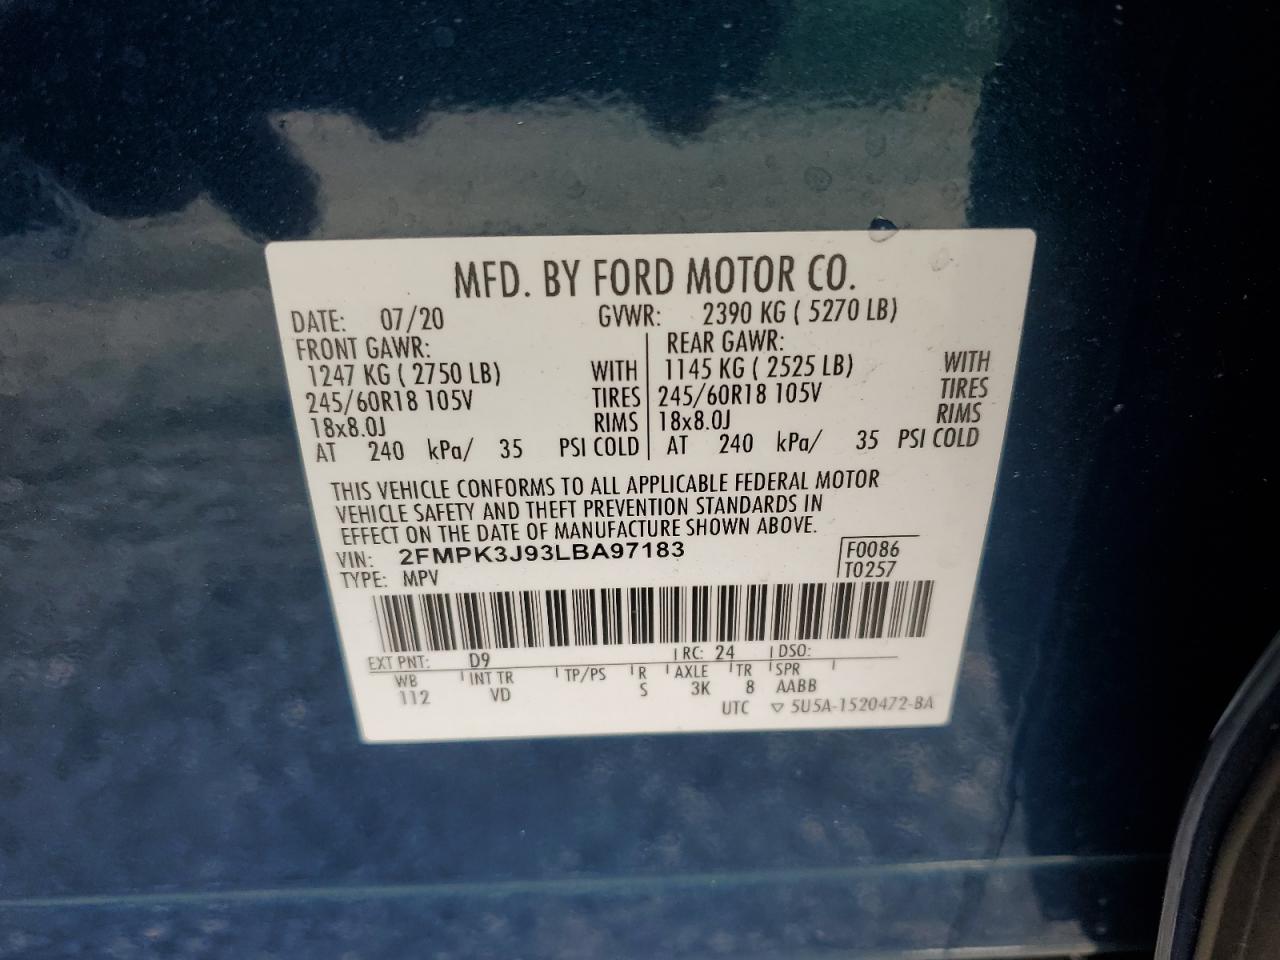 MFD. BY FORD MOTOR CO.
DATE: 07/20 GVWR: 2390 KG ( 5270 LB)
FRONT GAWR: REAR GAWR:
1247 KG ( 2750 LB) WITH 1145 KG ( 2525 LB) WITH
245/60R18 105V TIRES 245/60R18 105V TIRES
18x8.0J RIMS 18x8.0J RIMS
AT 240 kPa/ 35 PSI COLD AT 240 kPa/ 35 PSI COLD
THIS VEHICLE CONFORMS TO ALL APPLICABLE FEDERAL MOTOR
VEHICLE SAFETY AND THEFT PREVENTION STANDARDS IN
EFFECT ON THE DATE OF MANUFACTURE SHOWN ABOVE.
VIN: 2FMPK3J93LBA97183 F0086
TYPE: MPV T0257
EXT PNT: D9 RC: 24 DSO:
WB INT TR TP/PS R AXLE TR SPR
112 VD S 3K 8 AABB
UTC ▽ 5U5A-1520472-BA